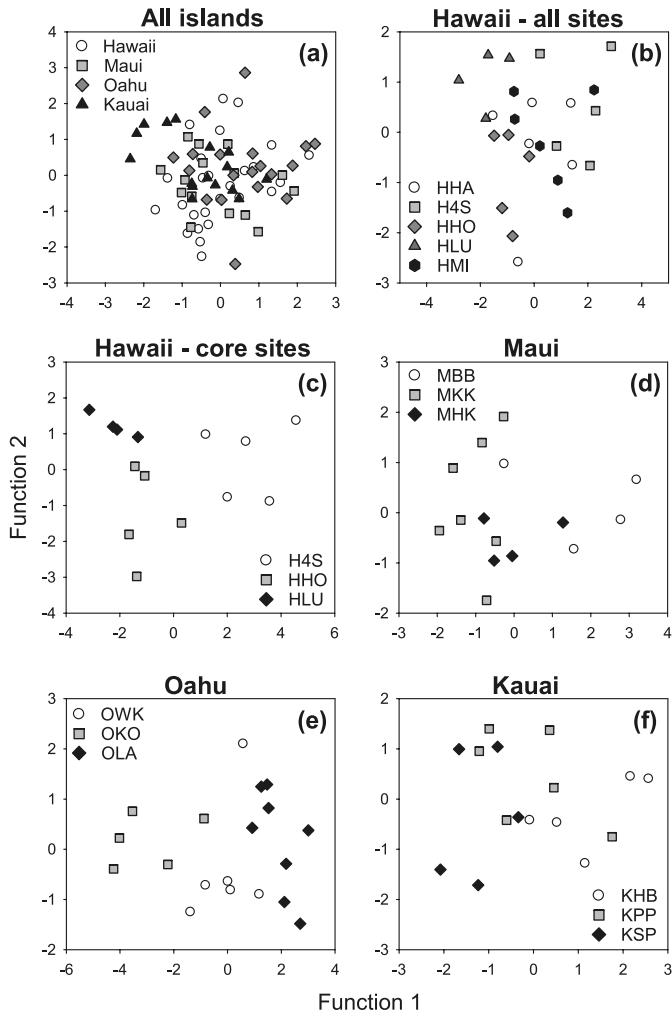 All islands
(a)
Hawaii
Maui
Oahu
Kauai
4
3
2
1
0
-1
-2
-3
-4 -3 -2 -1 0 1 2 3
Hawaii - all sites
(b)
HHA
H4S
HHO
HLU
HMI
2
1
0
-1
-2
-3
-4 -2 0 2 4
Hawaii - core sites
(c)
H4S
HHO
HLU
3
2
1
0
-1
-2
-3
-4
-4 -2 0 2 4 6
Maui
(d)
MBB
MKK
MHK
3
2
1
0
-1
-2
-3 -2 -1 0 1 2 3 4
Function 2
Oahu
(e)
OWK
OKO
OLA
3
2
1
0
-1
-2
-6 -4 -2 0 2 4
Kauai
(f)
KHB
KPP
KSP
2
1
0
-1
-2
-3
-3 -2 -1 0 1 2 3
Function 1